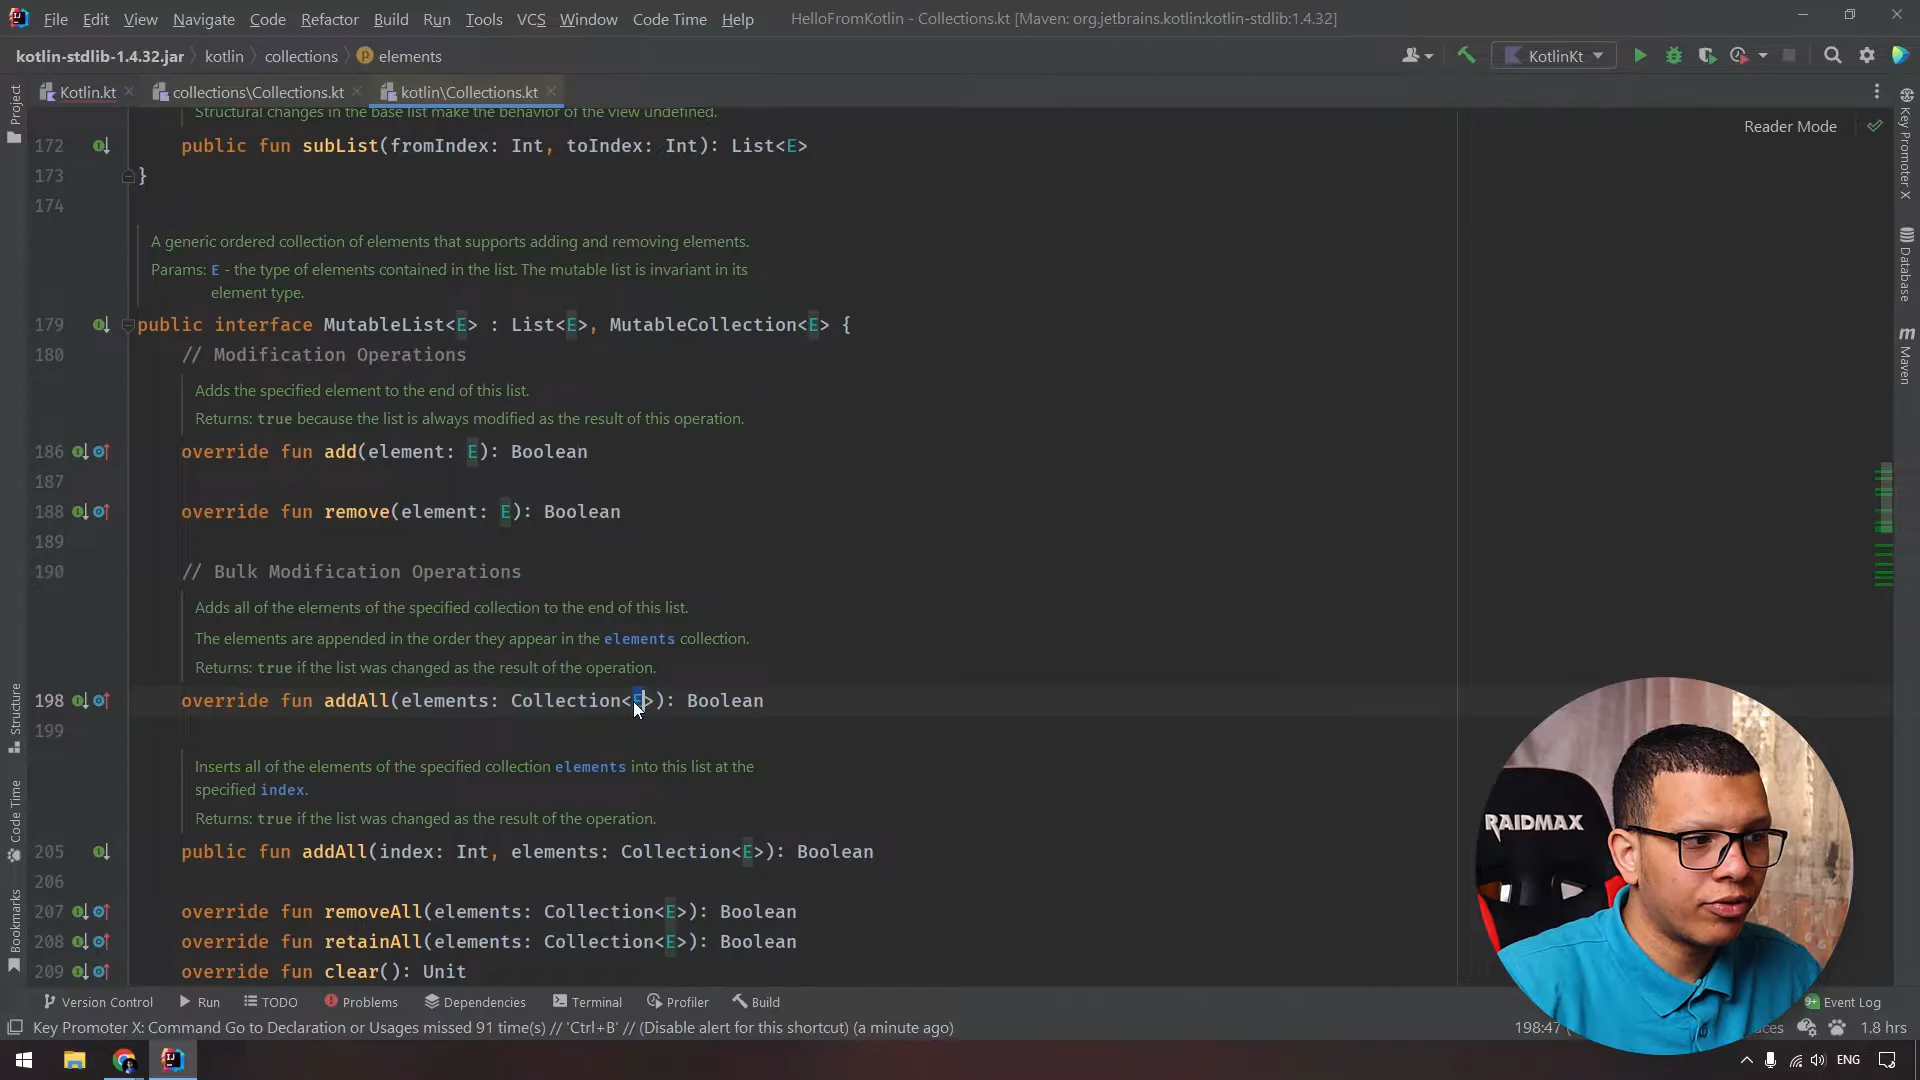 File Edit View Navigate Code Refactor Build Run Tools VCS Window Code Time Help HelloFromKotlin - Collections.kt [Maven: org.jetbrains.kotlin:kotlin-stdlib:1.4.32]
kotlin-stdlib-1.4.32.jar kotlin collections elements KotlinKt
Kotlin.kt collections\Collections.kt kotlin\Collections.kt
Structural changes in the base list make the behavior of the view undefined.
Reader Mode
172 public fun subList(fromIndex: Int, toIndex: Int): List<E>
173 }
174
A generic ordered collection of elements that supports adding and removing elements.
Params: E - the type of elements contained in the list. The mutable list is invariant in its
element type.
179 public interface MutableList<E> : List<E>, MutableCollection<E> {
180 // Modification Operations
Adds the specified element to the end of this list.
Returns: true because the list is always modified as the result of this operation.
186 override fun add(element: E): Boolean
187
188 override fun remove(element: E): Boolean
189
190 // Bulk Modification Operations
Adds all of the elements of the specified collection to the end of this list.
The elements are appended in the order they appear in the elements collection.
Returns: true if the list was changed as the result of the operation.
198 override fun addAll(elements: Collection<E>): Boolean
199
Inserts all of the elements of the specified collection elements into this list at the
specified index.
Returns: true if the list was changed as the result of the operation.
205 public fun addAll(index: Int, elements: Collection<E>): Boolean
206
207 override fun removeAll(elements: Collection<E>): Boolean
208 override fun retainAll(elements: Collection<E>): Boolean
209 override fun clear(): Unit
Project
Structure
Code Time
Bookmarks
Key Promoter X
Database
m Maven
RAIDMAX
Version Control Run TODO Problems Dependencies Terminal Profiler Build 9+ Event Log
Key Promoter X: Command Go to Declaration or Usages missed 91 time(s) // 'Ctrl+B' // (Disable alert for this shortcut) (a minute ago) 198:47 1.8 hrs
ENG